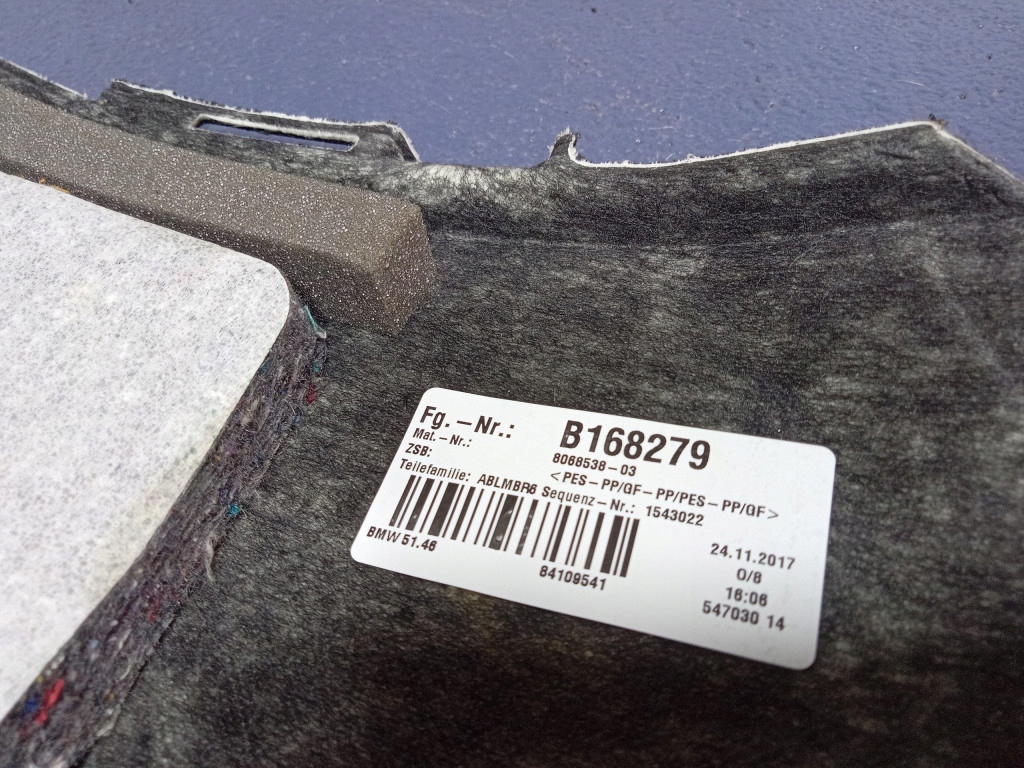 Fg. – Nr.: B168279
Mat. – Nr.: 8068538 – 03
ZSB: <PES – PP/GF – PP/PES – PP/GF>
Teilefamilie: ABLMBR6 Sequenz – Nr.: 1543022
BMW 51.46
84109541
24.11.2017
0/8
16:06
547030 14